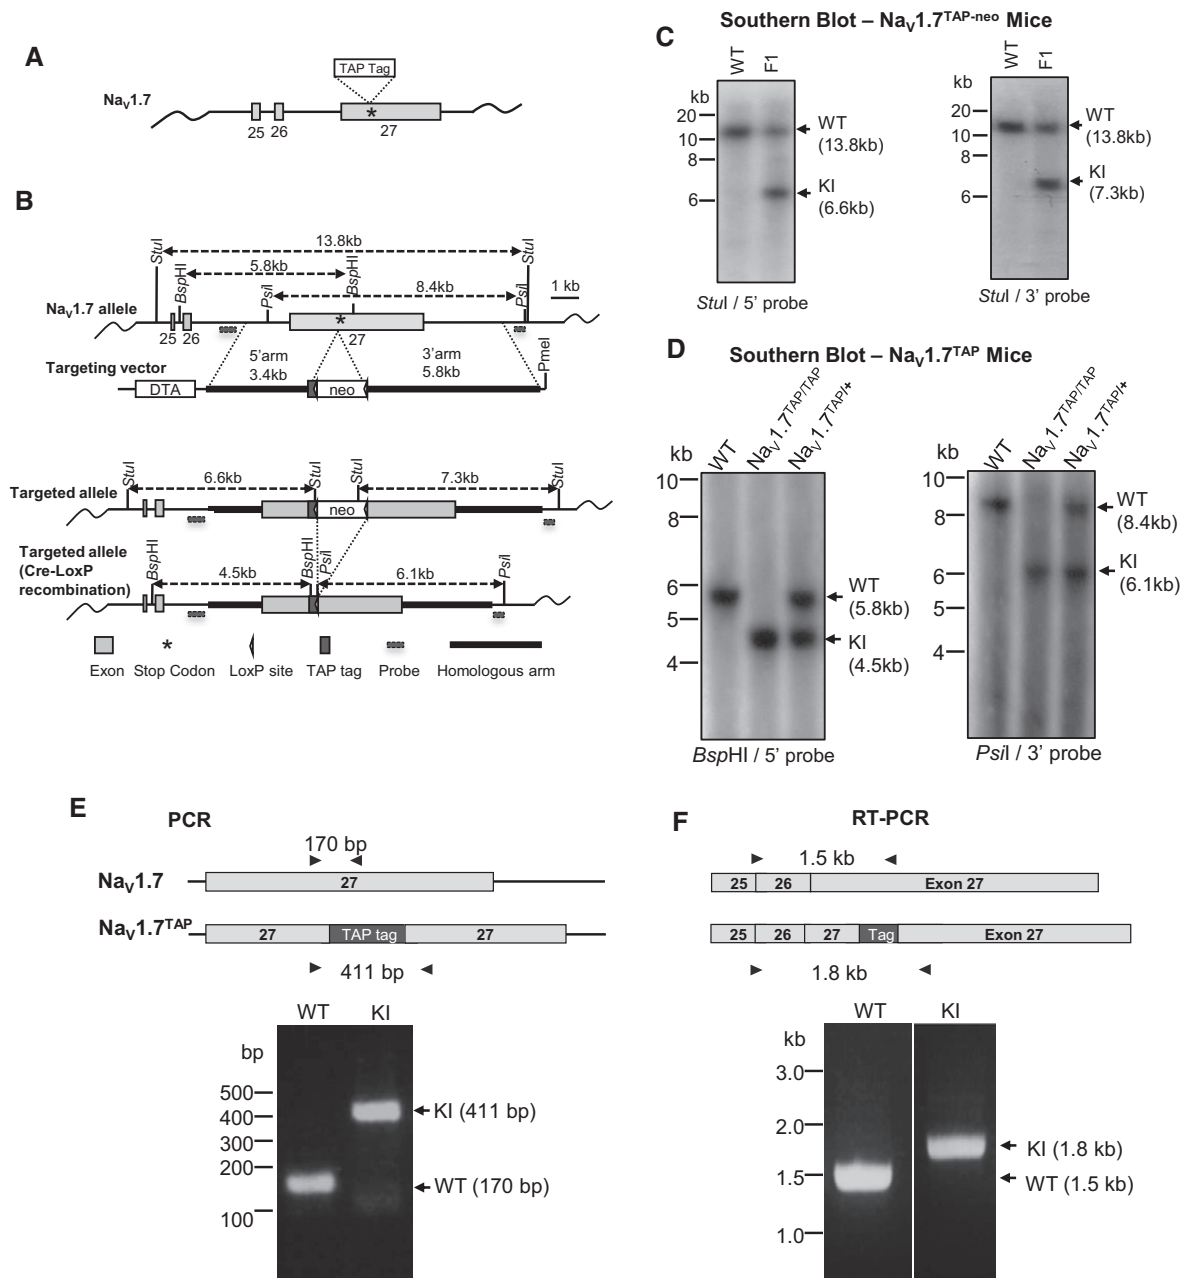 A
TAP Tag
NaV1.7
*
25 26 27
B
13.8kb
StuI StuI
5.8kb
BspHI BspHI
8.4kb
PsiI PsiI
1 kb
NaV1.7 allele
*
25 26 27
Targeting vector
5'arm
3.4kb
3'arm
5.8kb
PmeI
DTA
neo
StuI StuI StuI StuI
6.6kb 7.3kb
Targeted allele
neo
Targeted allele
(Cre-LoxP
recombination)
BspHI BspHI PsiI PsiI
4.5kb 6.1kb
*
Exon Stop Codon LoxP site TAP tag Probe Homologous arm
C
Southern Blot – NaV1.7TAP-neo Mice
WT F1
kb
20
10
8
6
WT
(13.8kb)
KI
(6.6kb)
StuI / 5' probe
WT F1
kb
20
10
8
6
WT
(13.8kb)
KI
(7.3kb)
StuI / 3' probe
D
Southern Blot – NaV1.7TAP Mice
WT NaV1.7TAP/TAP NaV1.7TAP/+
kb
10
8
6
5
4
WT
(5.8kb)
KI
(4.5kb)
BspHI / 5' probe
WT NaV1.7TAP/TAP NaV1.7TAP/+
kb
10
8
6
5
4
WT
(8.4kb)
KI
(6.1kb)
PsiI / 3' probe
E
PCR
170 bp
NaV1.7
27
NaV1.7TAP
27 TAP tag 27
411 bp
WT KI
bp
500
400
300
200
100
KI (411 bp)
WT (170 bp)
F
RT-PCR
1.5 kb
25 26 Exon 27
25 26 27 Tag Exon 27
1.8 kb
WT KI
kb
3.0
2.0
1.5
1.0
KI (1.8 kb)
WT (1.5 kb)